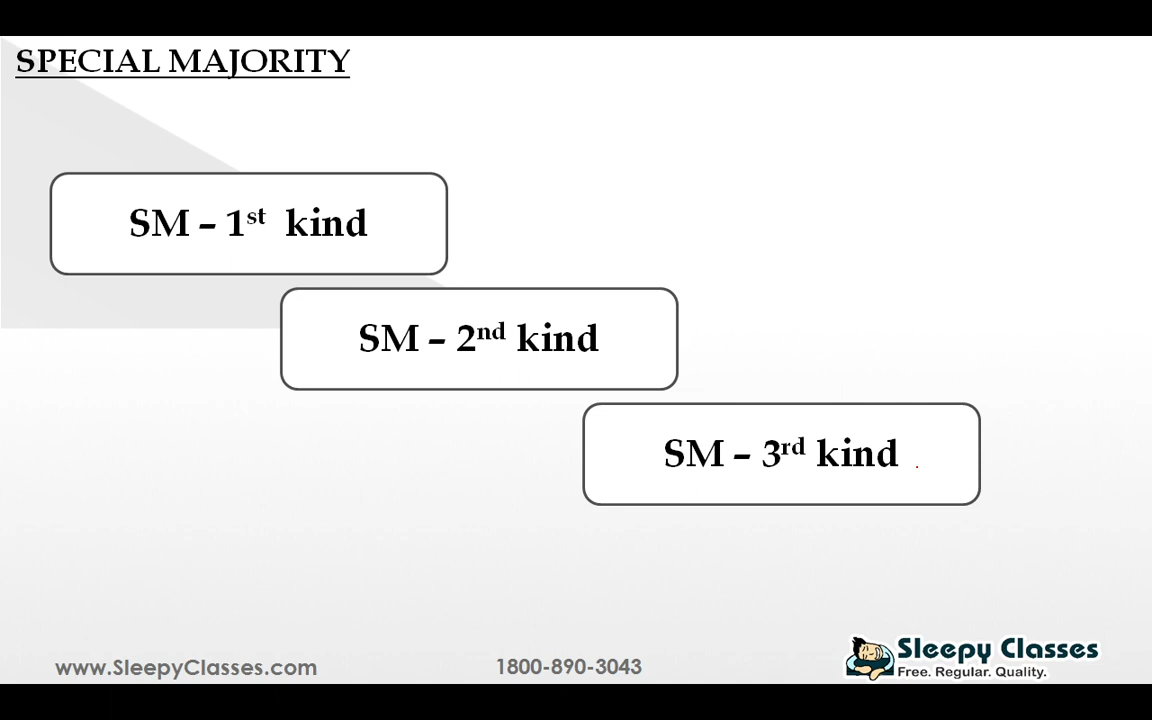 SPECIAL MAJORITY
SM – 1st kind
SM – 2nd kind
SM – 3rd kind
www.SleepyClasses.com
1800-890-3043
Sleepy Classes
Free. Regular. Quality.